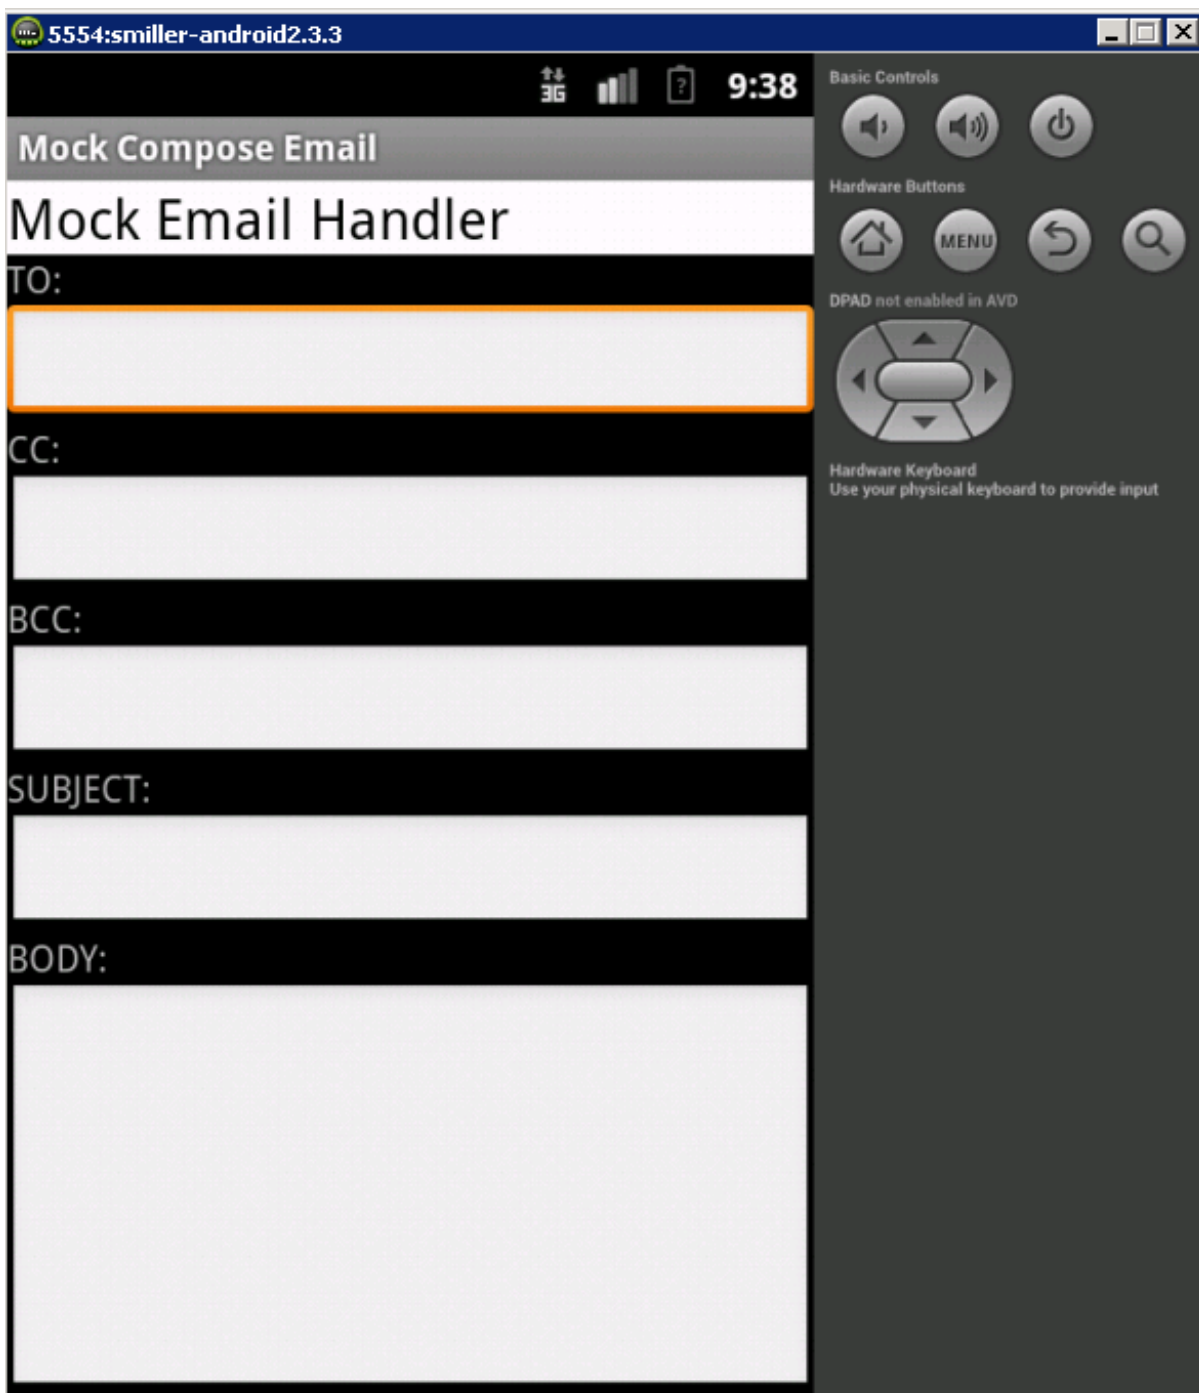 5554:smiller-android2.3.3
3G
?
9:38
Mock Compose Email
Mock Email Handler
TO:
CC:
BCC:
SUBJECT:
BODY:
Basic Controls
Hardware Buttons
MENU
DPAD not enabled in AVD
Hardware Keyboard
Use your physical keyboard to provide input